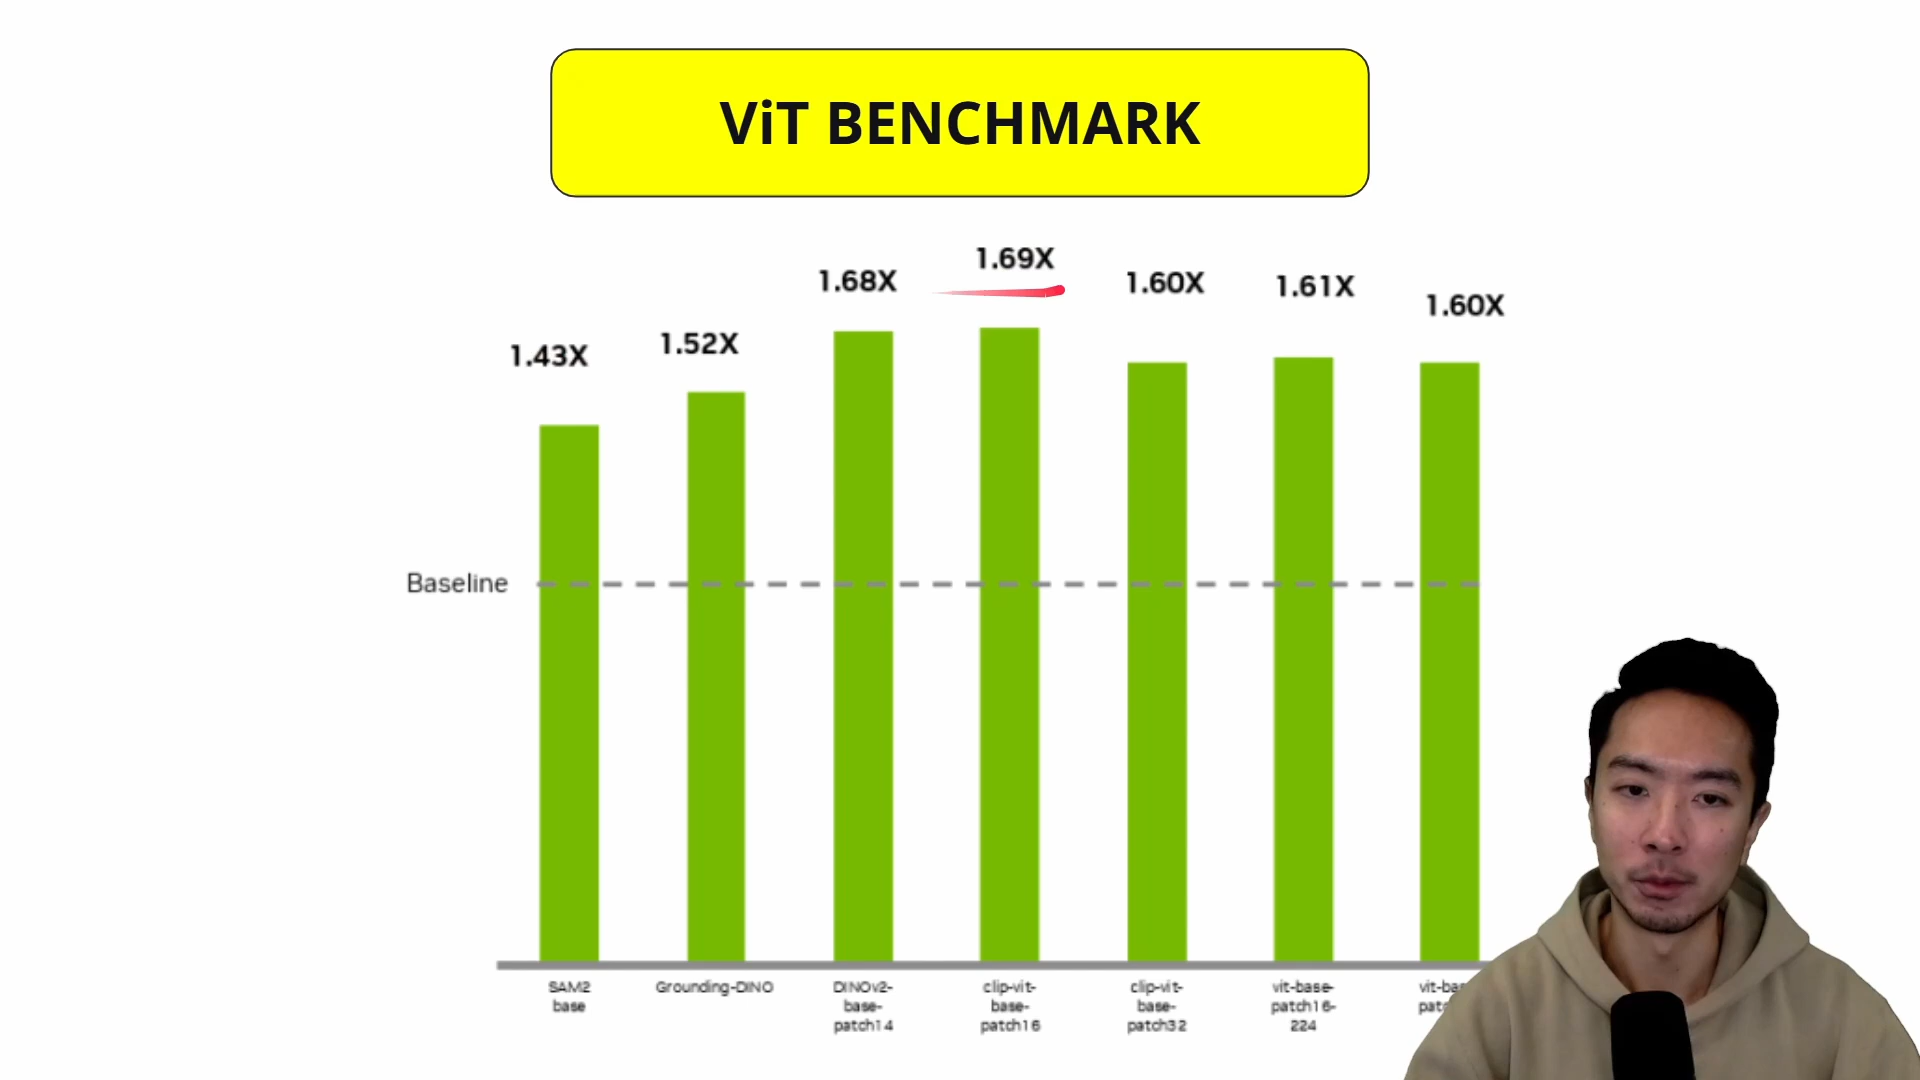 ViT BENCHMARK
1.43X
1.52X
1.68X
1.69X
1.60X
1.61X
1.60X
Baseline
SAM2
base
Grounding-DINO
DINOv2-
base-
patch14
clip-vit-
base-
patch16
clip-vit-
base-
patch32
vit-base-
patch16-
224